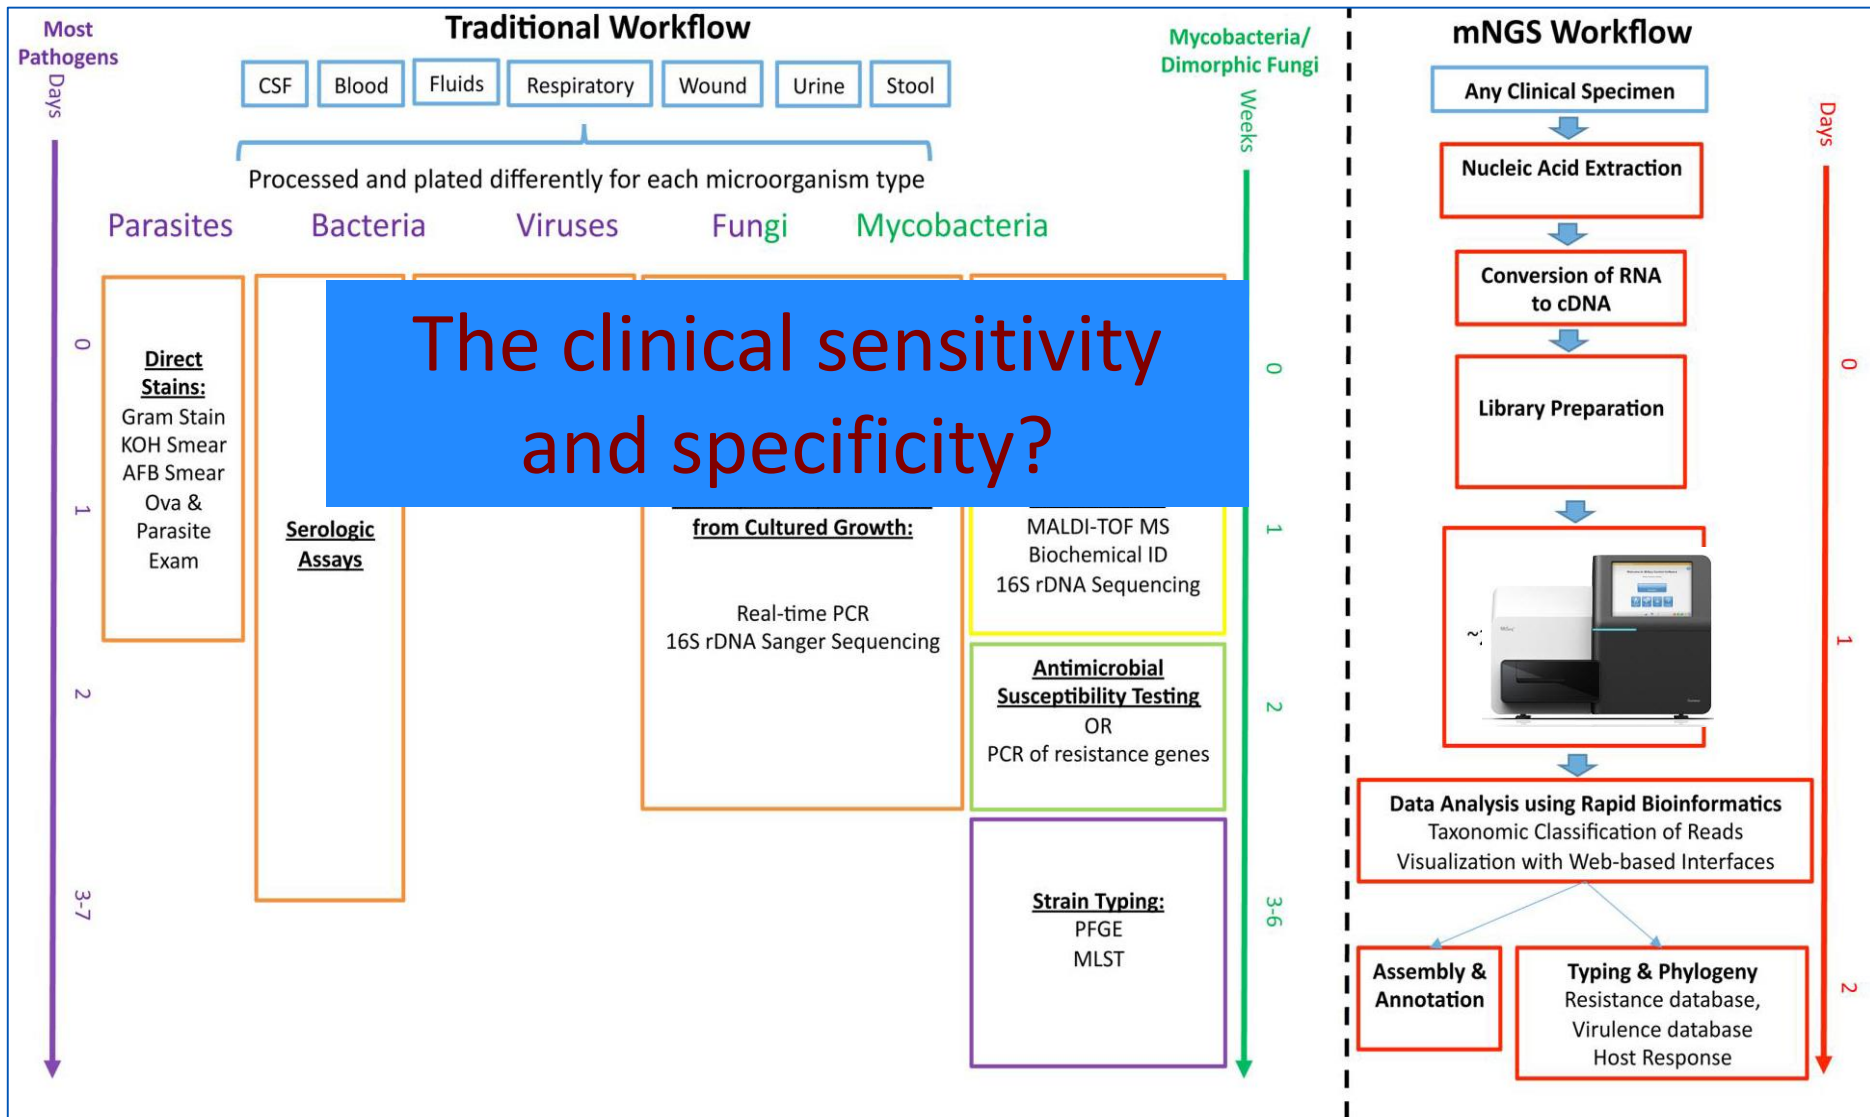 Most
Pathogens
Days
0
1
2
3-7
Traditional Workflow
CSF
Blood
Fluids
Respiratory
Wound
Urine
Stool
Processed and plated differently for each microorganism type
Parasites
Bacteria
Viruses
Fungi
Mycobacteria
Direct
Stains:
Gram Stain
KOH Smear
AFB Smear
Ova &
Parasite
Exam
Serologic
Assays
The clinical sensitivity
and specificity?
from Cultured Growth:
Real-time PCR
16S rDNA Sanger Sequencing
MALDI-TOF MS
Biochemical ID
16S rDNA Sequencing
Antimicrobial
Susceptibility Testing
OR
PCR of resistance genes
Strain Typing:
PFGE
MLST
Mycobacteria/
Dimorphic Fungi
Weeks
0
1
2
3-6
mNGS Workflow
Any Clinical Specimen
Nucleic Acid Extraction
Conversion of RNA
to cDNA
Library Preparation
Data Analysis using Rapid Bioinformatics
Taxonomic Classification of Reads
Visualization with Web-based Interfaces
Assembly &
Annotation
Typing & Phylogeny
Resistance database,
Virulence database
Host Response
Days
0
1
2